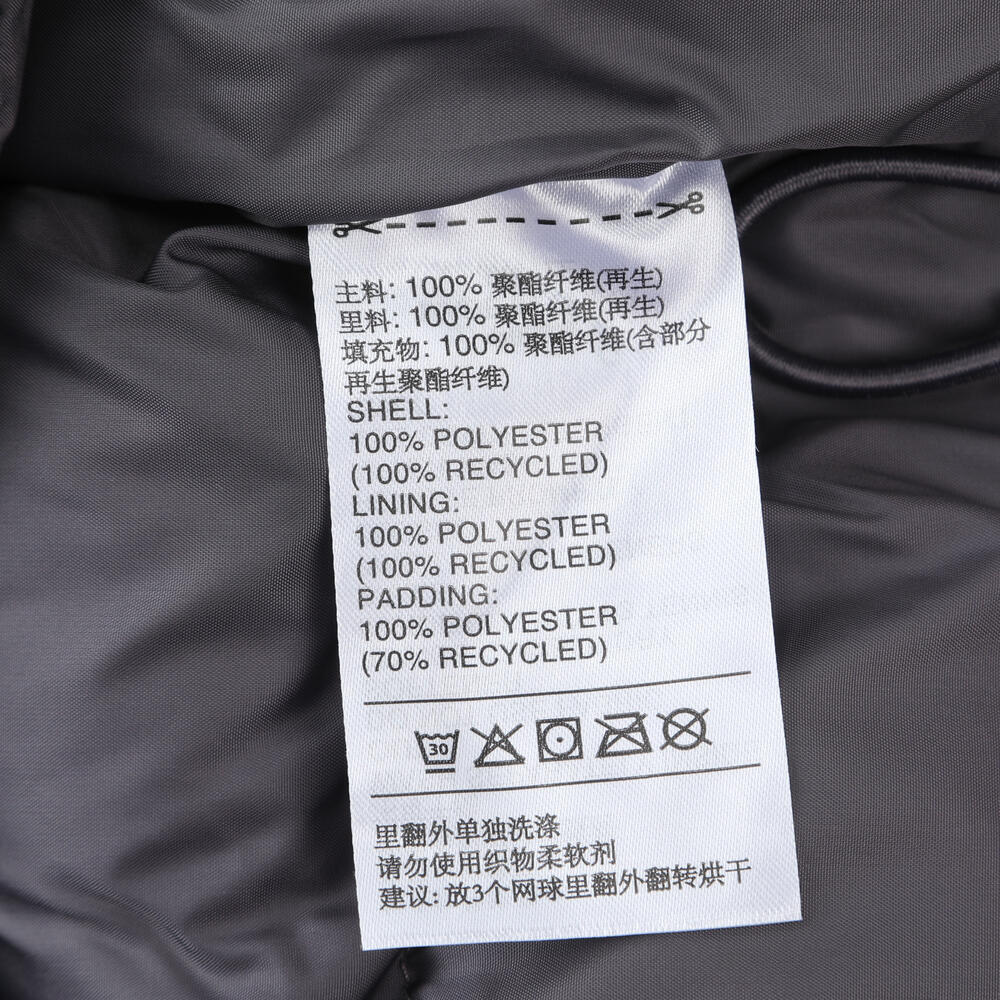 主料: 100% 聚酯纤维(再生)
里料: 100% 聚酯纤维(再生)
填充物: 100% 聚酯纤维(含部分
再生聚酯纤维)
SHELL:
100% POLYESTER
(100% RECYCLED)
LINING:
100% POLYESTER
(100% RECYCLED)
PADDING:
100% POLYESTER
(70% RECYCLED)
30
里翻外单独洗涤
请勿使用织物柔软剂
建议: 放3个网球里翻外翻转烘干